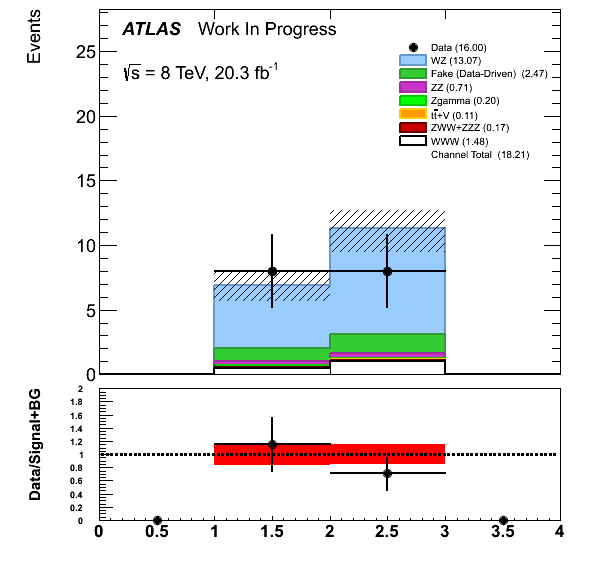 Events
ATLAS Work In Progress
√s = 8 TeV, 20.3 fb-1
Data (16.00)
WZ (13.07)
Fake (Data-Driven) (2.47)
ZZ (0.71)
Zgamma (0.20)
tt̄+V (0.11)
ZWW+ZZZ (0.17)
WWW (1.48)
Channel Total (18.21)
25
20
15
10
5
0
Data/Signal+BG
2
1.8
1.6
1.4
1.2
1
0.8
0.6
0.4
0.2
0
0 0.5 1 1.5 2 2.5 3 3.5 4